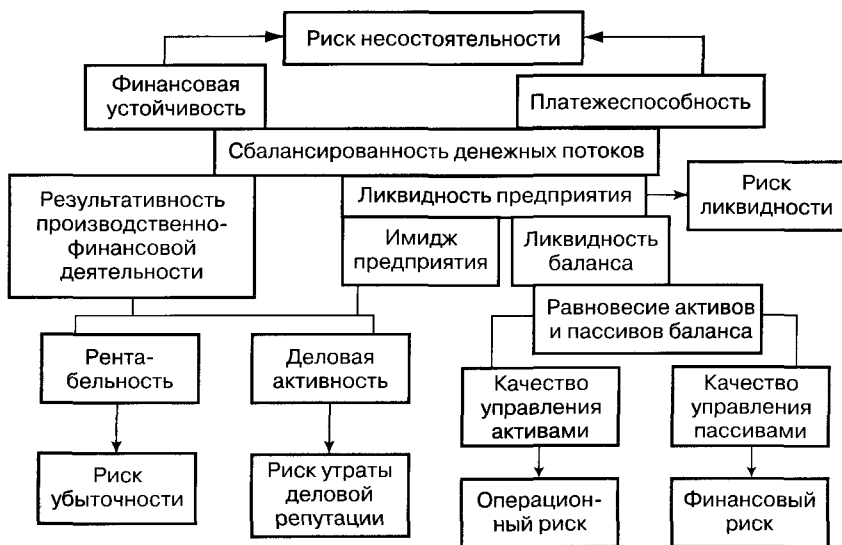 Риск несостоятельности
Финансовая
устойчивость
Платежеспособность
Сбалансированность денежных потоков
Результативность
производственно-
финансовой
деятельности
Ликвидность предприятия
Риск
ликвидности
Имидж
предприятия
Ликвидность
баланса
Равновесие активов
и пассивов баланса
Рента-
бельность
Деловая
активность
Качество
управления
активами
Качество
управления
пассивами
Риск
убыточности
Риск утраты
деловой
репутации
Операцион-
ный риск
Финансовый
риск